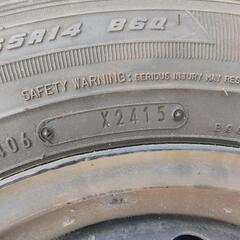 65R14 86Q
SAFETY WARNING: SERIOUS INJURY MAY RES
406 X2415